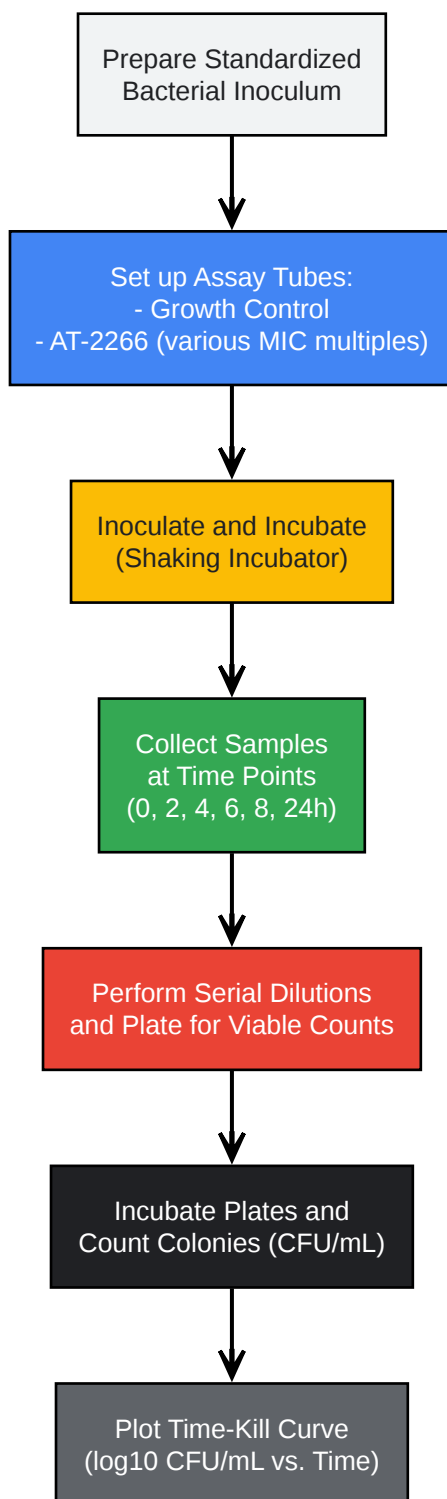 Prepare Standardized
Bacterial Inoculum
Set up Assay Tubes:
- Growth Control
- AT-2266 (various MIC multiples)
Inoculate and Incubate
(Shaking Incubator)
Collect Samples
at Time Points
(0, 2, 4, 6, 8, 24h)
Perform Serial Dilutions
and Plate for Viable Counts
Incubate Plates and
Count Colonies (CFU/mL)
Plot Time-Kill Curve
(log10 CFU/mL vs. Time)